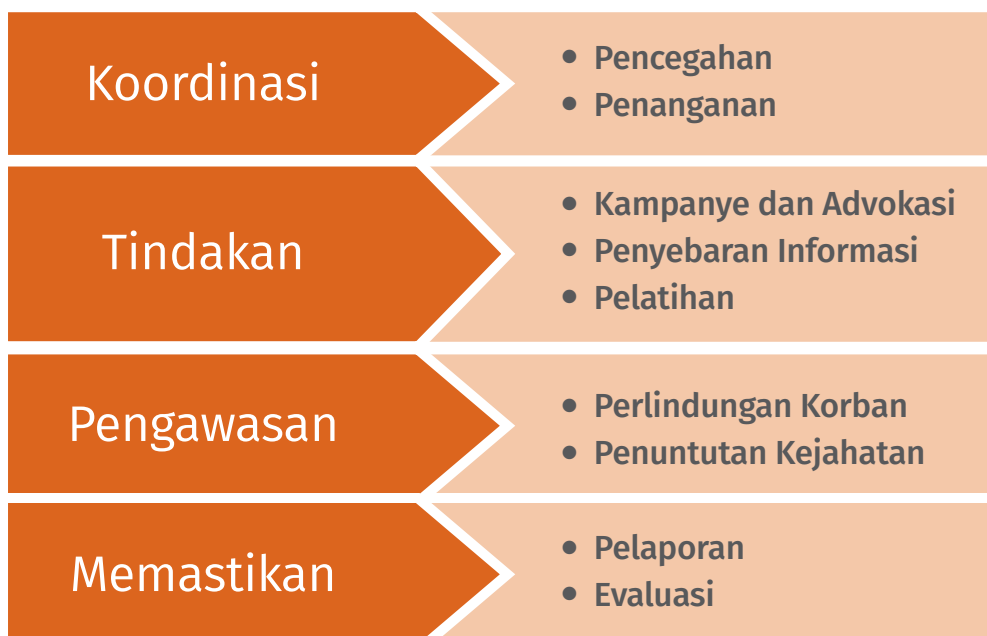 Koordinasi
• Pencegahan
• Penanganan
Tindakan
• Kampanye dan Advokasi
• Penyebaran Informasi
• Pelatihan
Pengawasan
• Perlindungan Korban
• Penuntutan Kejahatan
Memastikan
• Pelaporan
• Evaluasi